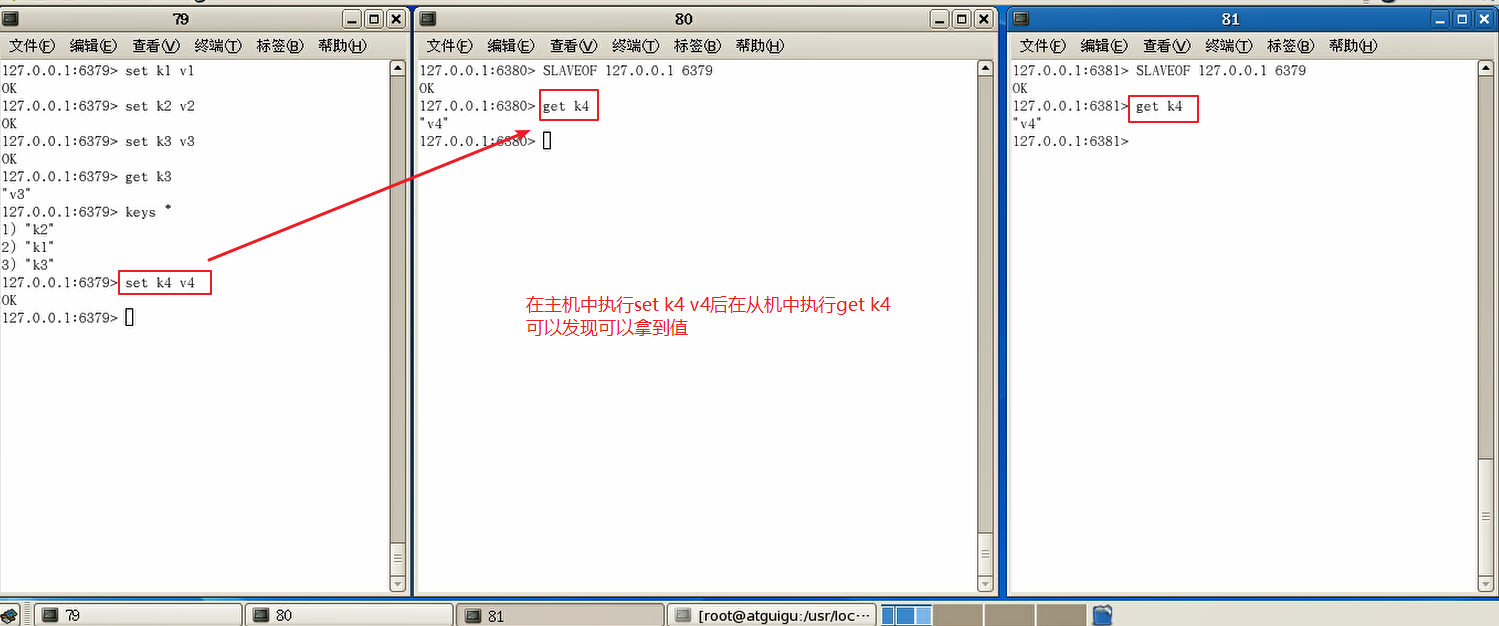 79
文件(F) 编辑(E) 查看(V) 终端(T) 标签(B) 帮助(H)
127.0.0.1:6379> set k1 v1
OK
127.0.0.1:6379> set k2 v2
OK
127.0.0.1:6379> set k3 v3
OK
127.0.0.1:6379> get k3
"v3"
127.0.0.1:6379> keys *
1) "k2"
2) "k1"
3) "k3"
127.0.0.1:6379> set k4 v4
OK
127.0.0.1:6379>
80
文件(F) 编辑(E) 查看(V) 终端(T) 标签(B) 帮助(H)
127.0.0.1:6380> SLAVEOF 127.0.0.1 6379
OK
127.0.0.1:6380> get k4
"v4"
127.0.0.1:6380>
在主机中执行set k4 v4后在从机中执行get k4
可以发现可以拿到值
81
文件(F) 编辑(E) 查看(V) 终端(T) 标签(B) 帮助(H)
127.0.0.1:6381> SLAVEOF 127.0.0.1 6379
OK
127.0.0.1:6381> get k4
"v4"
127.0.0.1:6381>
79 80 81 [root@atguigu:/usr/loc···